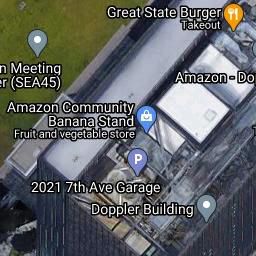 Great State Burger
Takeout
n Meeting
r (SEA45)
Amazon - Do
Amazon Community
Banana Stand
Fruit and vegetable store
P
2021 7th Ave Garage
Doppler Building